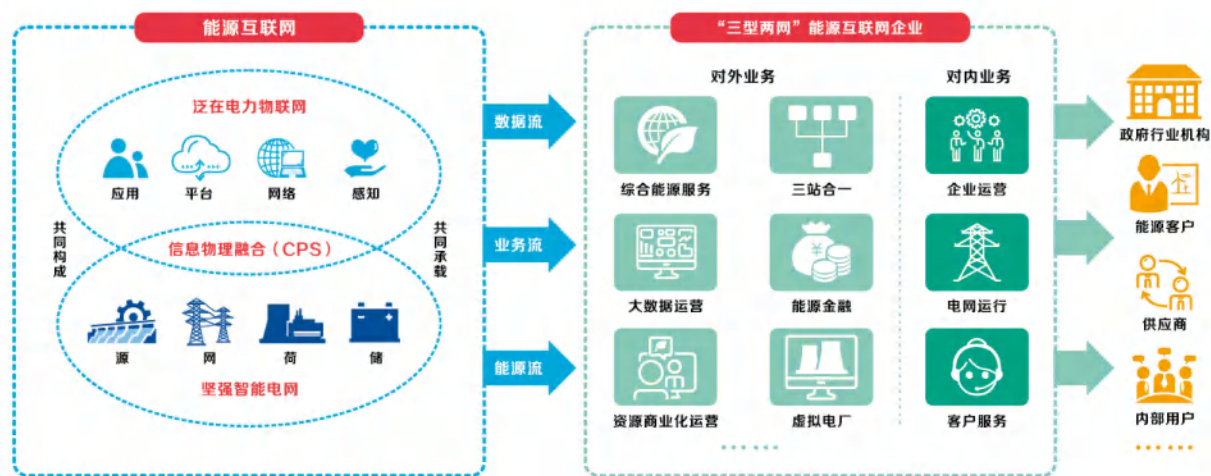 能源互联网
泛在电力物联网
应用
平台
网络
感知
共同构成
共同承载
信息物理融合（CPS）
源
网
荷
储
坚强智能电网
数据流
业务流
能源流
“三型两网”能源互联网企业
对外业务
对内业务
综合能源服务
三站合一
企业运营
大数据运营
¥
能源金融
电网运行
资源商业化运营
虚拟电厂
客户服务
······
政府行业机构
能源客户
供应商
内部用户
······